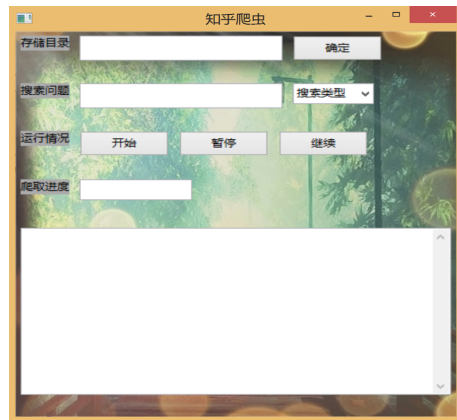 知乎爬虫
存储目录 确定
搜索问题 搜索类型
运行情况 开始 暂停 继续
爬取进度